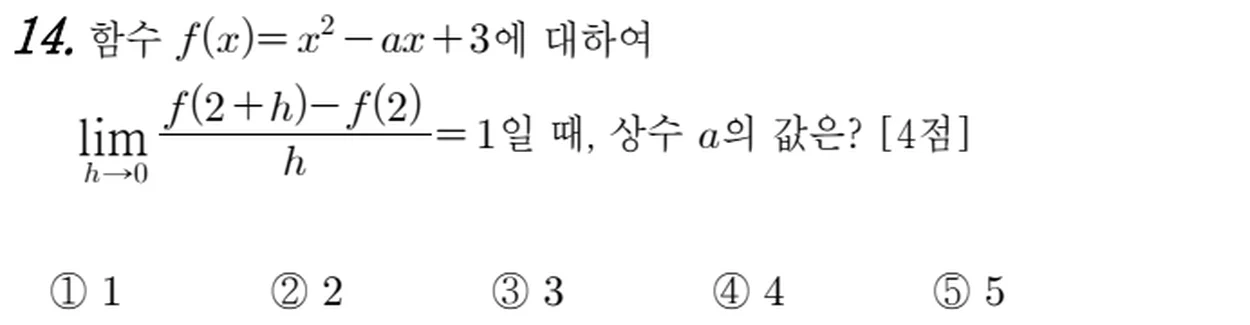 14. 함수 f(x)=x²-ax+3에 대하여
lim_{h→0} \frac{f(2+h)-f(2)}{h}=1일 때, 상수 a의 값은? [4점]
① 1 ② 2 ③ 3 ④ 4 ⑤ 5